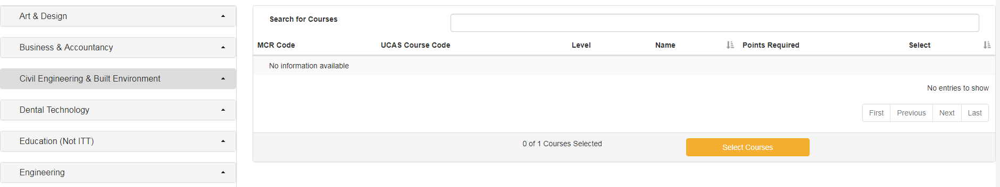 Art & Design
Business & Accountancy
Civil Engineering & Built Environment
Dental Technology
Education (Not ITT)
Engineering
Search for Courses
MCR Code UCAS Course Code Level Name Points Required Select
No information available
No entries to show
First Previous Next Last
0 of 1 Courses Selected Select Courses